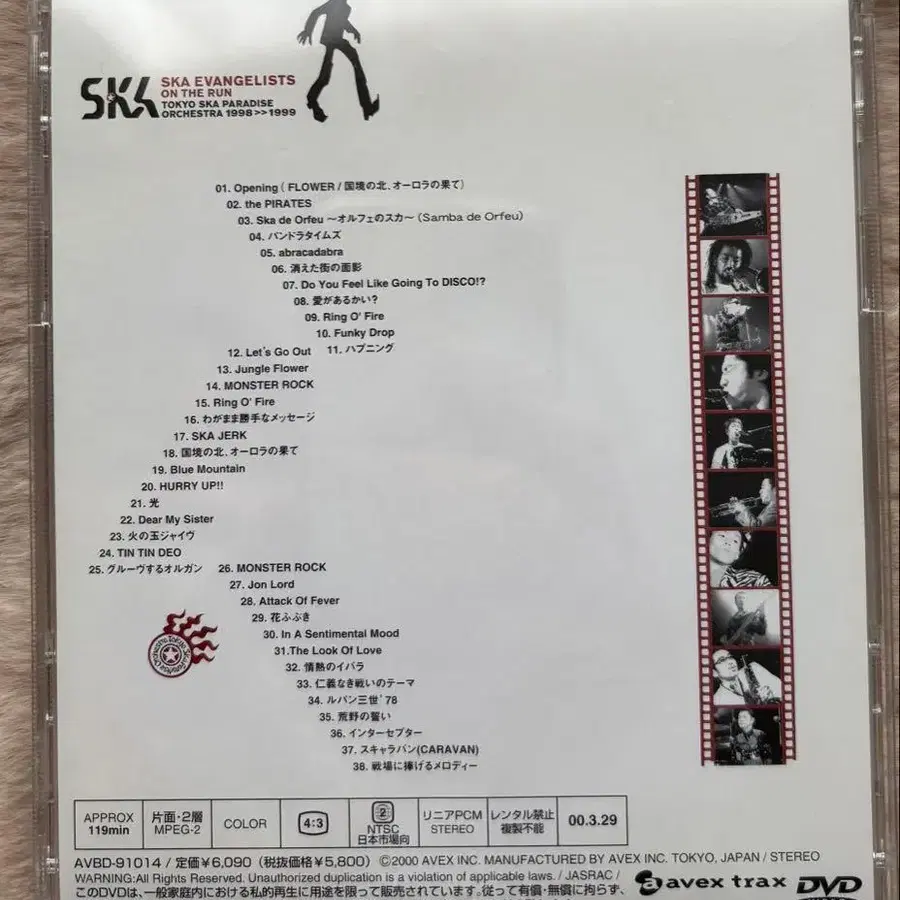 SKA
SKA EVANGELISTS
ON THE RUN
TOKYO SKA PARADISE
ORCHESTRA 1998>>1999
01. Opening ( FLOWER / 国境の北、オーロラの果て)
02. the PIRATES
03. Ska de Orfeu 〜オルフェのスカ〜 (Samba de Orfeu)
04. パンドラタイムズ
05. abracadabra
06. 消えた街の面影
07. Do You Feel Like Going To DISCO!?
08. 愛があるかい?
09. Ring O' Fire
10. Funky Drop
11. ハプニング
12. Let's Go Out
13. Jungle Flower
14. MONSTER ROCK
15. Ring O' Fire
16. わがまま勝手なメッセージ
17. SKA JERK
18. 国境の北、オーロラの果て
19. Blue Mountain
20. HURRY UP!!
21. 光
22. Dear My Sister
23. 火の玉ジャイヴ
24. TIN TIN DEO
25. グルーヴするオルガン
26. MONSTER ROCK
27. Jon Lord
28. Attack Of Fever
29. 花ふぶき
30. In A Sentimental Mood
31.The Look Of Love
32. 情熱のイバラ
33. 仁義なき戦いのテーマ
34. ルパン三世'78
35. 荒野の誓い
36. インターセプター
37. スキャラバン(CARAVAN)
38. 戦場に捧げるメロディー
APPROX
119min
片面・2層
MPEG-2
COLOR
4:3
2
NTSC
日本市場向
リニアPCM
STEREO
レンタル禁止
複製不能
00.3.29
AVBD-91014 / 定価¥6,090 (税抜価格¥5,800) ©2000 AVEX INC. MANUFACTURED BY AVEX INC. TOKYO, JAPAN / STEREO
WARNING:All Rights Reserved. Unauthorized duplication is a violation of applicable laws. / JASRAC /
このDVDは、一般家庭内における私的再生に用途を限って販売されています。従って有償・無償に拘らず、
avex trax
DVD